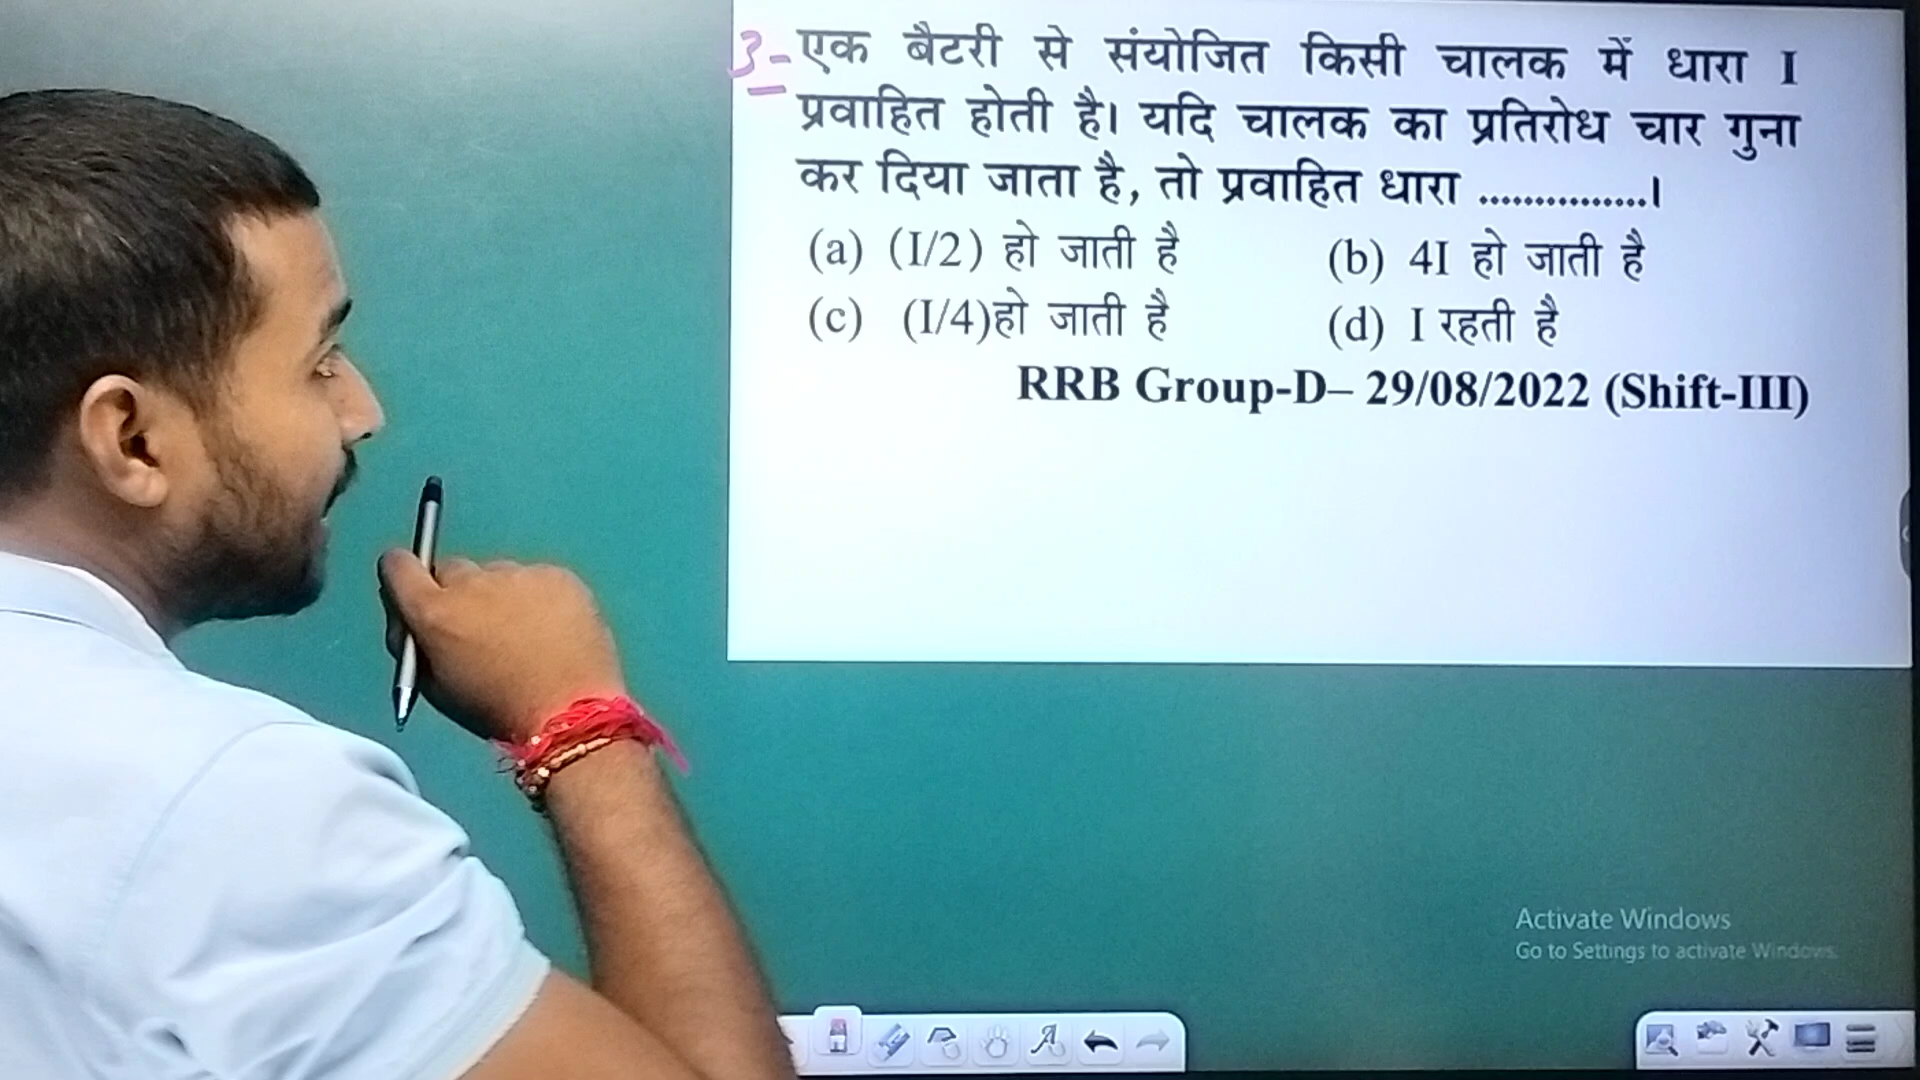 3- एक बैटरी से संयोजित किसी चालक में धारा I
प्रवाहित होती है। यदि चालक का प्रतिरोध चार गुना
कर दिया जाता है, तो प्रवाहित धारा ...............।
(a) (I/2) हो जाती है (b) 4I हो जाती है
(c) (I/4)हो जाती है (d) I रहती है
RRB Group-D– 29/08/2022 (Shift-III)
Activate Windows
Go to Settings to activate Windows.